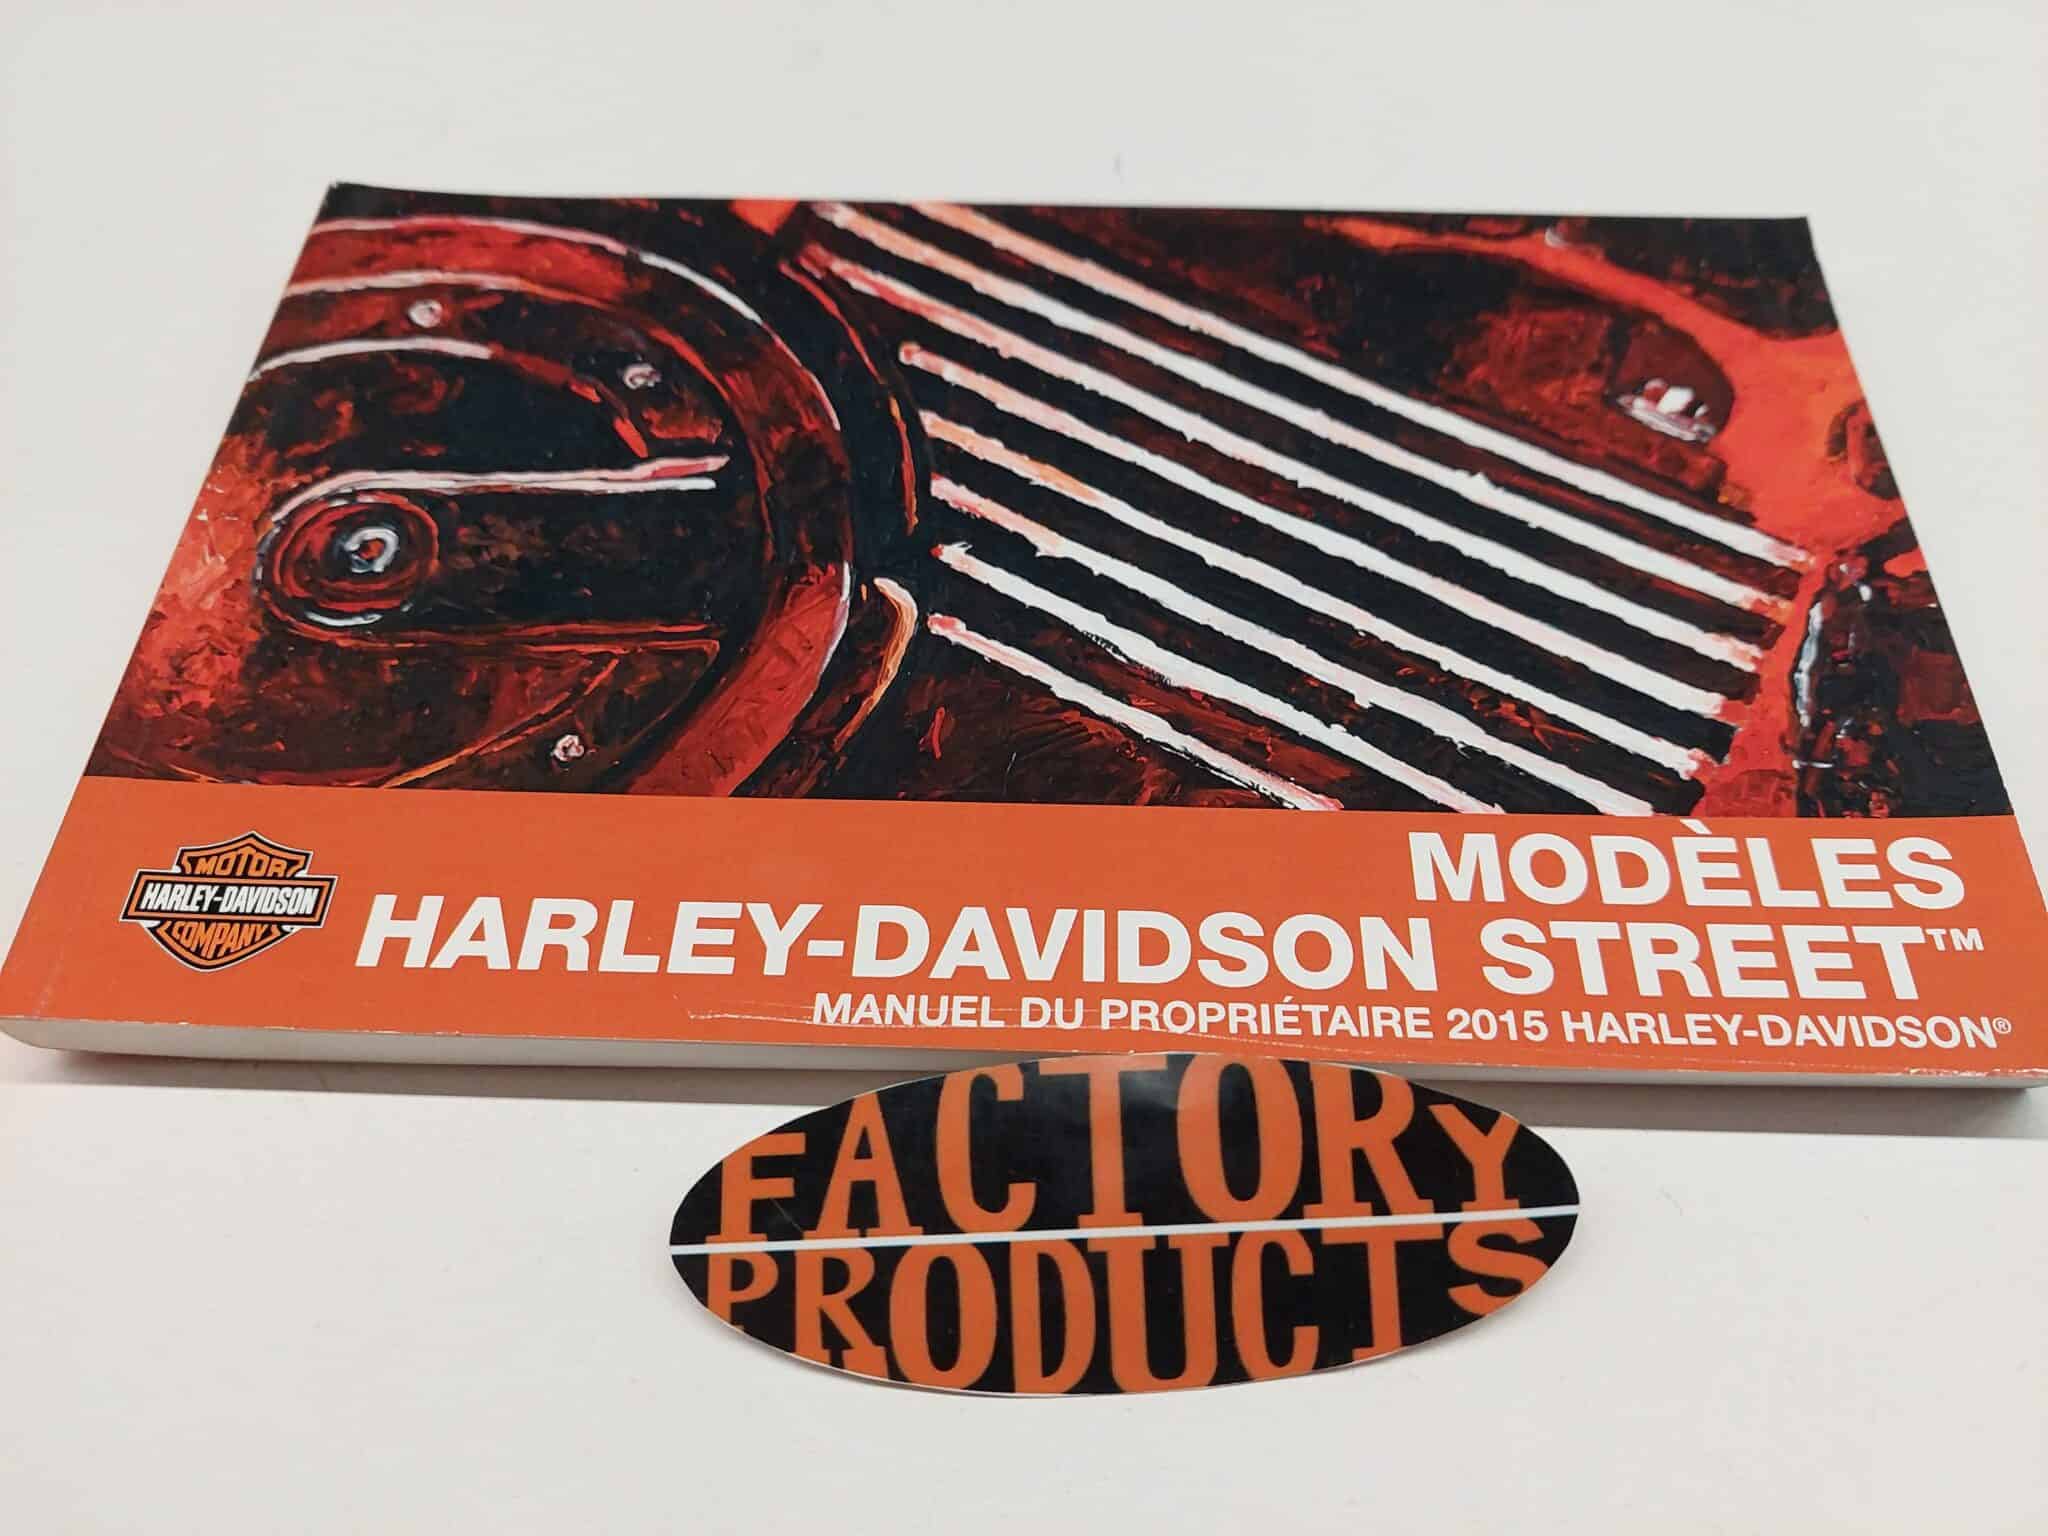 MODÈLES
MOTOR
HARLEY-DAVIDSON
COMPANY
HARLEY-DAVIDSON STREET™
MANUEL DU PROPRIÉTAIRE 2015 HARLEY-DAVIDSON®
FACTORY
PRODUCTS